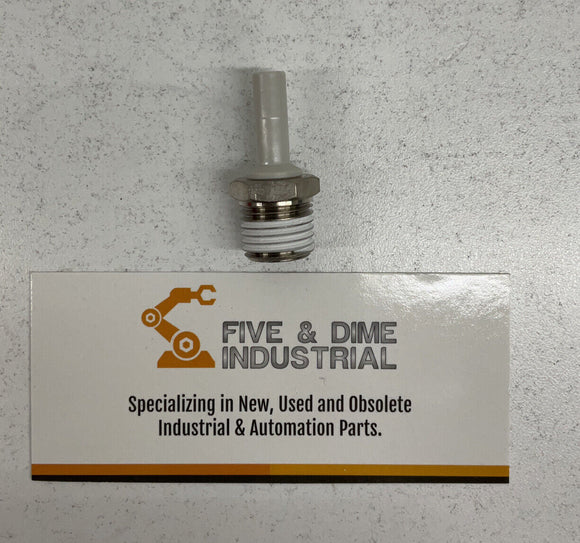 FIVE & DIME
INDUSTRIAL
Specializing in New, Used and Obsolete
Industrial & Automation Parts.